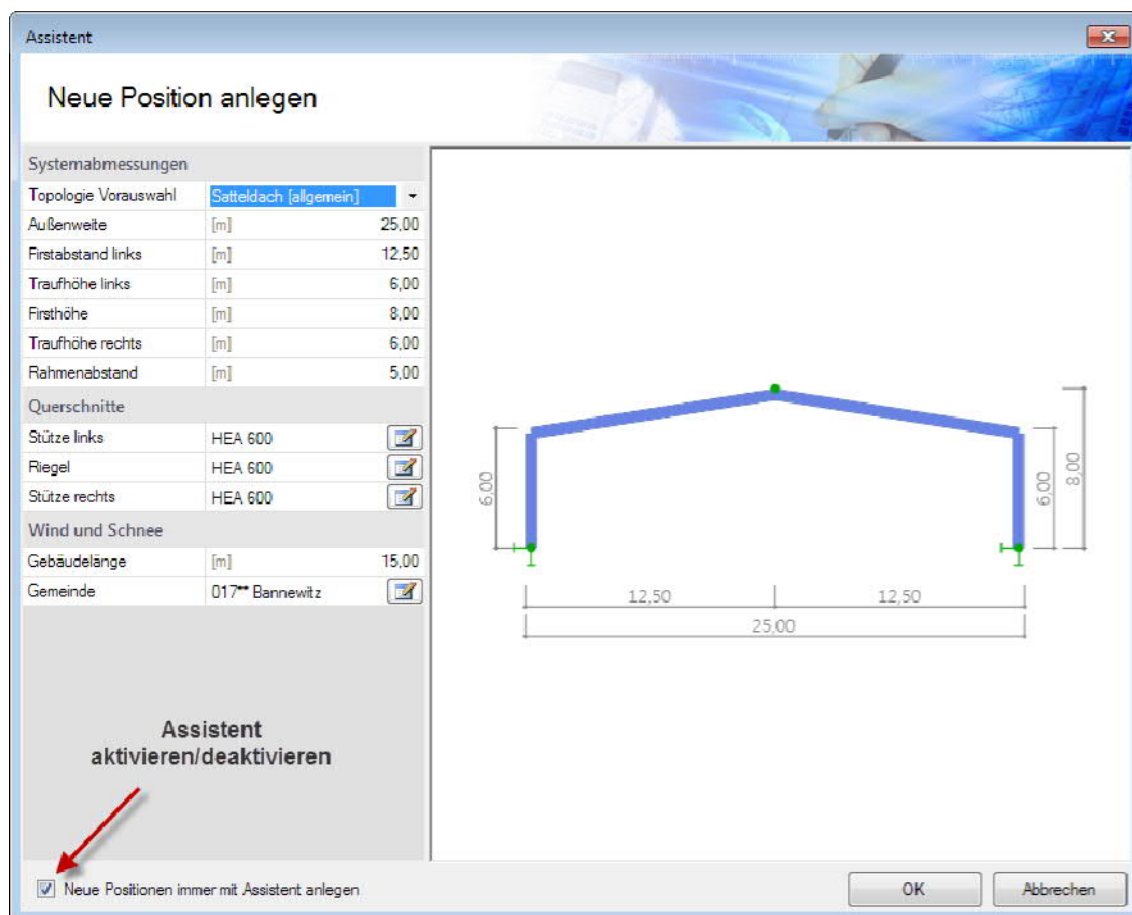 Assistent
Neue Position anlegen
Systemabmessungen
Topologie Vorauswahl Satteldach [allgemein]
Außenweite [m] 25,00
Firstabstand links [m] 12,50
Traufhöhe links [m] 6,00
Firsthöhe [m] 8,00
Traufhöhe rechts [m] 6,00
Rahmenabstand [m] 5,00
Querschnitte
Stütze links HEA 600
Riegel HEA 600
Stütze rechts HEA 600
Wind und Schnee
Gebäudelänge [m] 15,00
Gemeinde 017** Bannewitz
Assistent
aktivieren/deaktivieren
Neue Positionen immer mit Assistent anlegen
6,00
6,00
8,00
12,50 12,50
25,00
OK Abbrechen